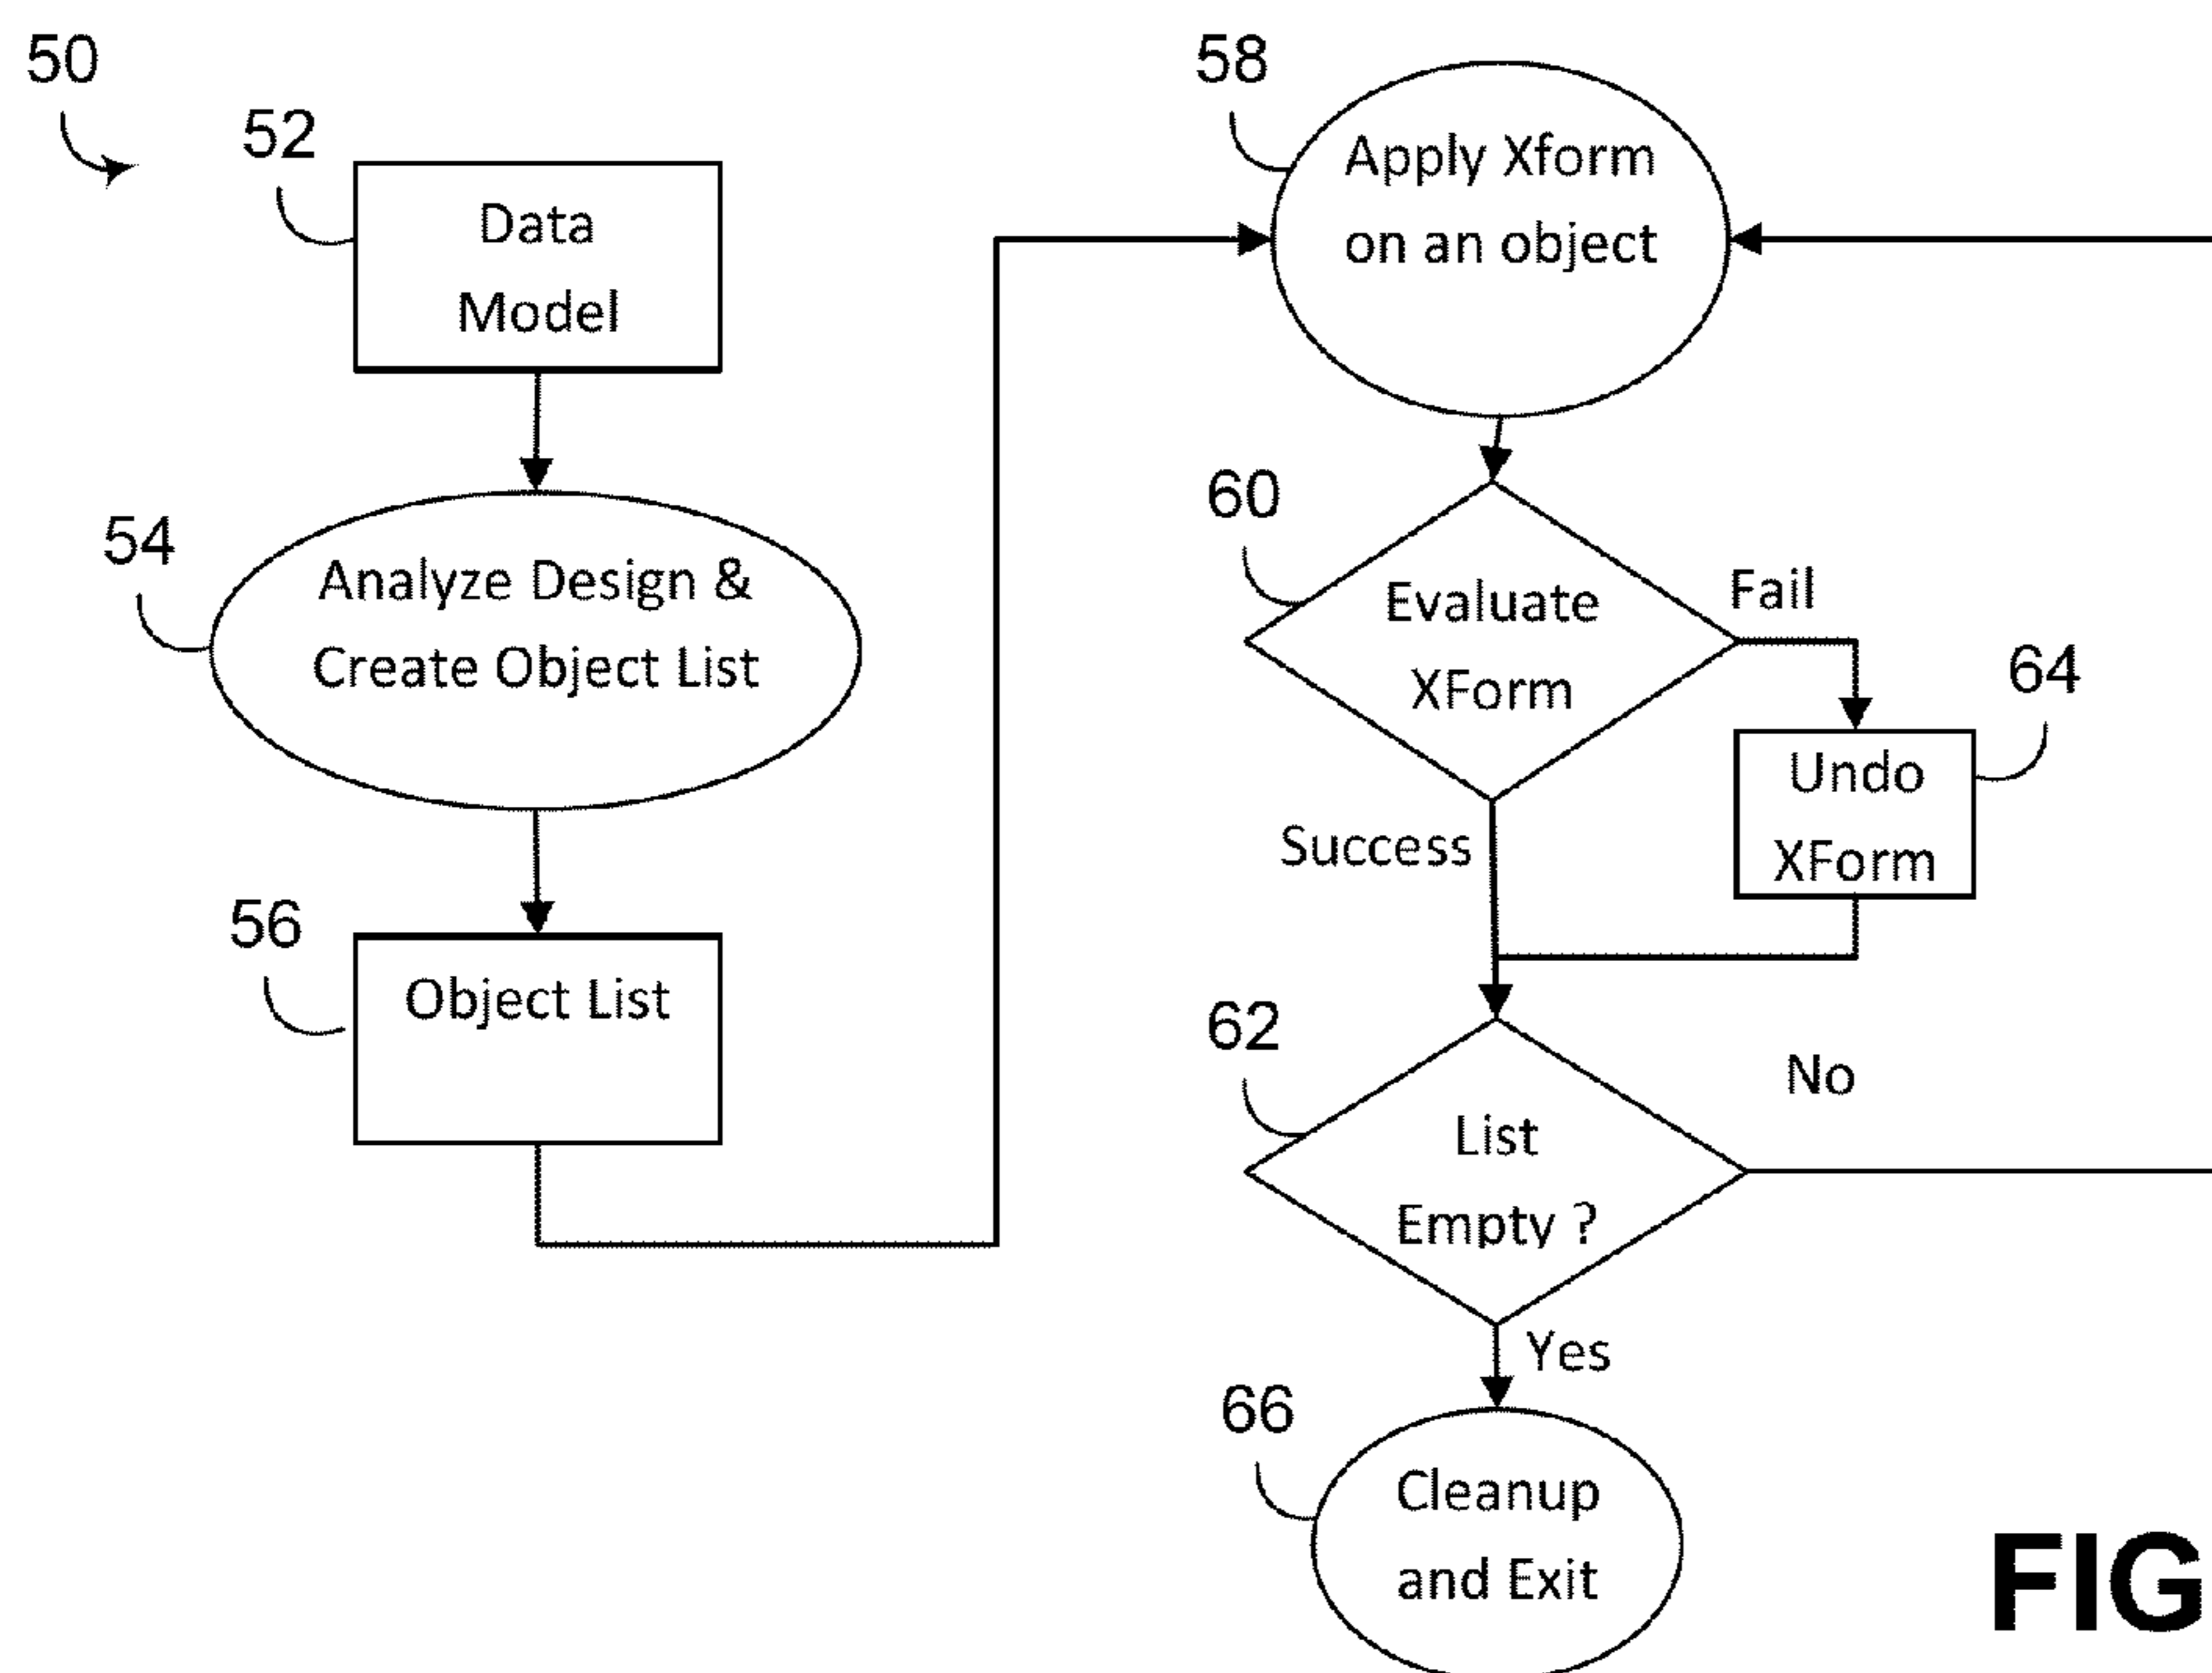 50
52
Data
Model
54
Analyze Design &
Create Object List
56
Object List
58
Apply Xform
on an object
60
Evaluate
XForm
Fail
64
Undo
XForm
Success
62
List
Empty ?
No
Yes
66
Cleanup
and Exit
FIG